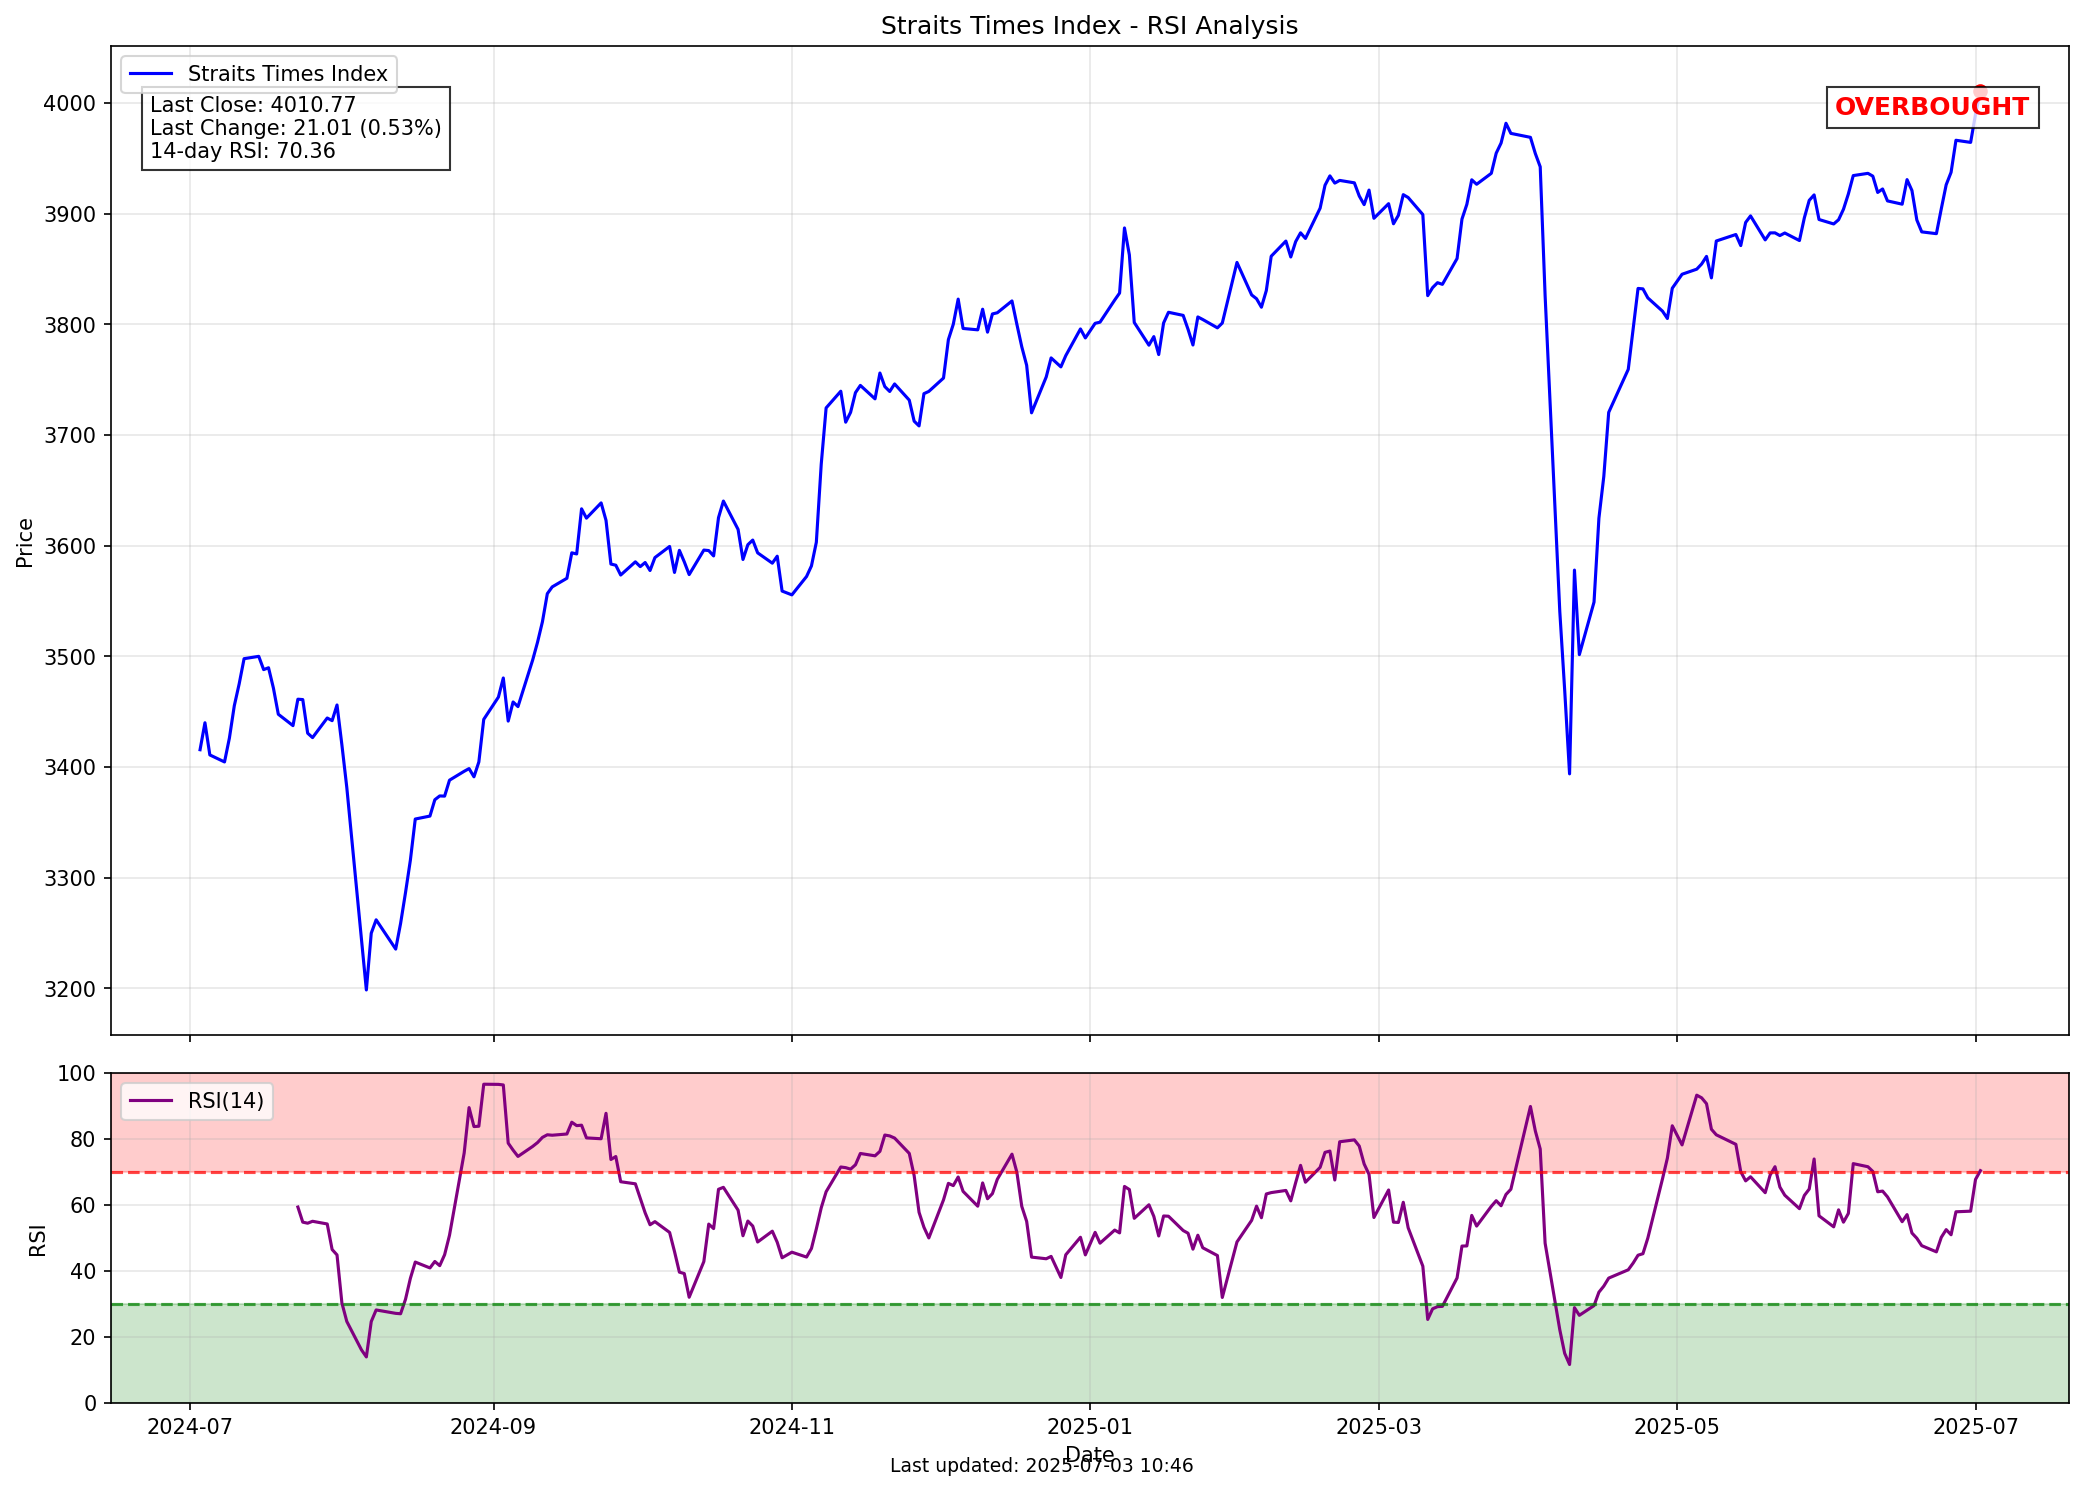 Straits Times Index - RSI Analysis
Straits Times Index
Last Close: 4010.77
Last Change: 21.01 (0.53%)
14-day RSI: 70.36
OVERBOUGHT
Price
4000
3900
3800
3700
3600
3500
3400
3300
3200
RSI(14)
RSI
100
80
60
40
20
0
2024-07
2024-09
2024-11
2025-01
2025-03
2025-05
2025-07
Date
Last updated: 2025-07-03 10:46